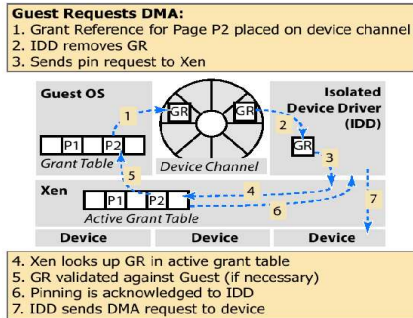 Guest Requests DMA:
1. Grant Reference for Page P2 placed on device channel
2. IDD removes GR
3. Sends pin request to Xen
Guest OS
Isolated
Device Driver
(IDD)
GR
GR
GR
1
2
3
P1
P2
Grant Table
Device Channel
5
4
6
7
Xen
P1
P2
Active Grant Table
Device
Device
Device
4. Xen looks up GR in active grant table
5. GR validated against Guest (if necessary)
6. Pinning is acknowledged to IDD
7. IDD sends DMA request to device